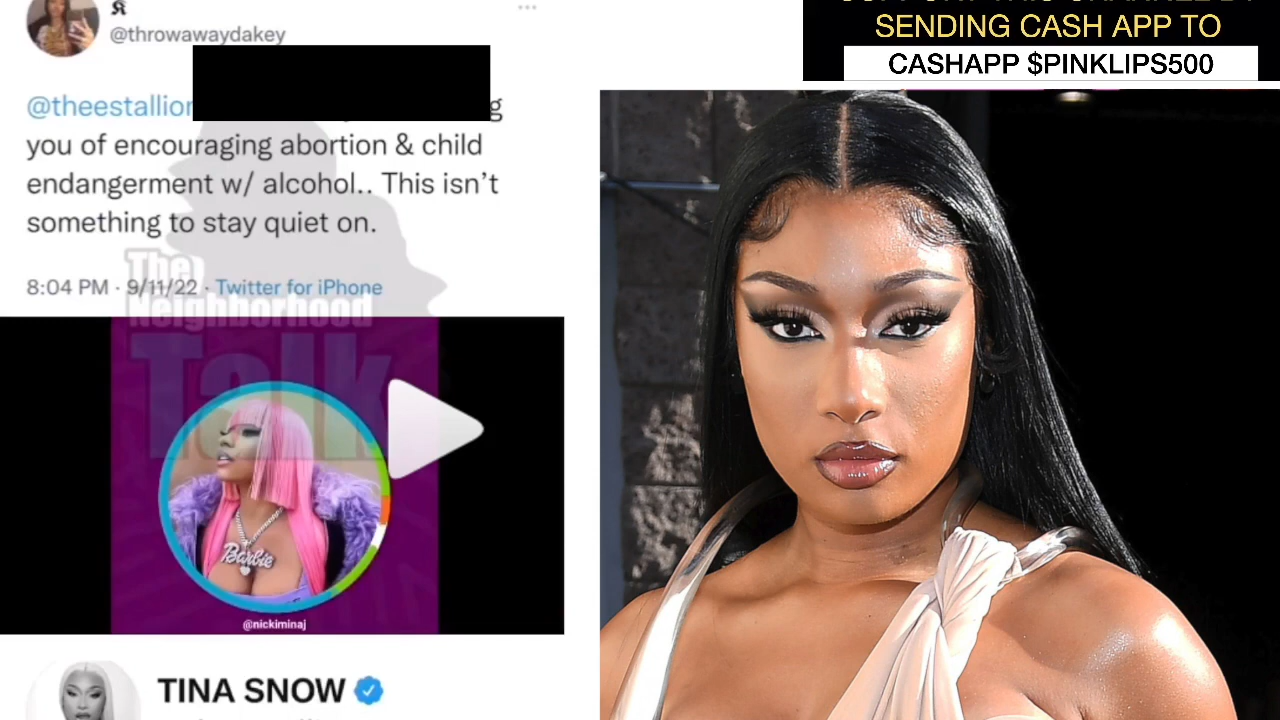 @throwawaydakey
@theestallion
you of encouraging abortion & child
endangerment w/ alcohol.. This isn't
something to stay quiet on.
8:04 PM · 9/11/22 · Twitter for iPhone
The
Neighborhood
Talk
Barbie
@nickiminaj
TINA SNOW
SENDING CASH APP TO
CASHAPP $PINKLIPS500